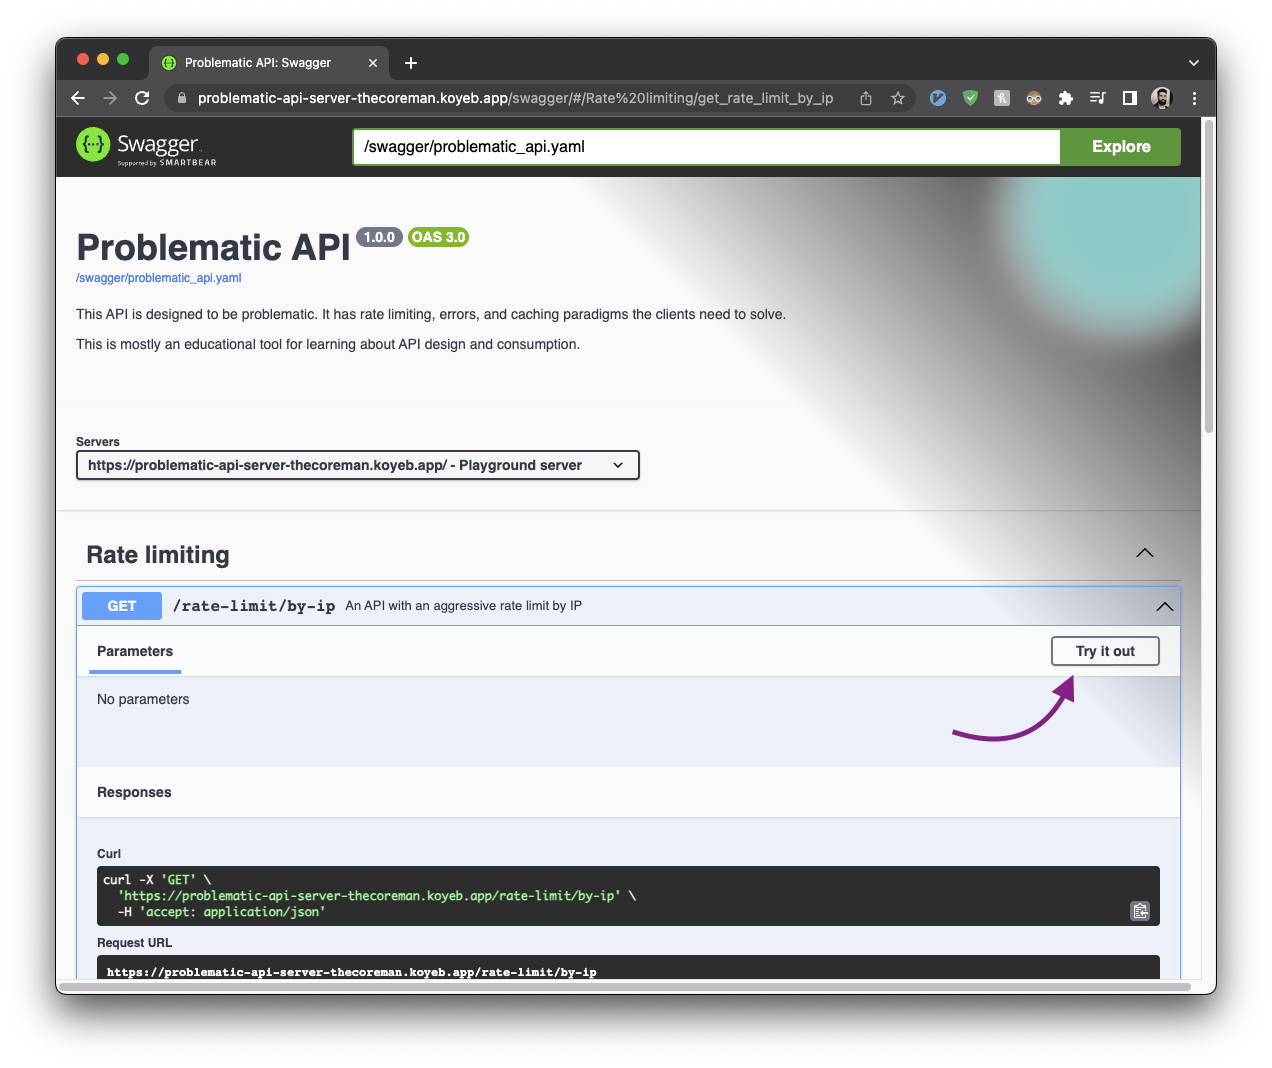 Problematic API: Swagger
problematic-api-server-thecoreman.koyeb.app/swagger/#/Rate%20limiting/get_rate_limit_by_ip
Swagger
Supported by SMARTBEAR
/swagger/problematic_api.yaml
Explore
Problematic API 1.0.0 OAS 3.0
/swagger/problematic_api.yaml
This API is designed to be problematic. It has rate limiting, errors, and caching paradigms the clients need to solve.
This is mostly an educational tool for learning about API design and consumption.
Servers
https://problematic-api-server-thecoreman.koyeb.app/ - Playground server
Rate limiting
GET /rate-limit/by-ip An API with an aggressive rate limit by IP
Parameters
Try it out
No parameters
Responses
Curl
curl -X 'GET' \
'https://problematic-api-server-thecoreman.koyeb.app/rate-limit/by-ip' \
-H 'accept: application/json'
Request URL
https://problematic-api-server-thecoreman.koyeb.app/rate-limit/by-ip